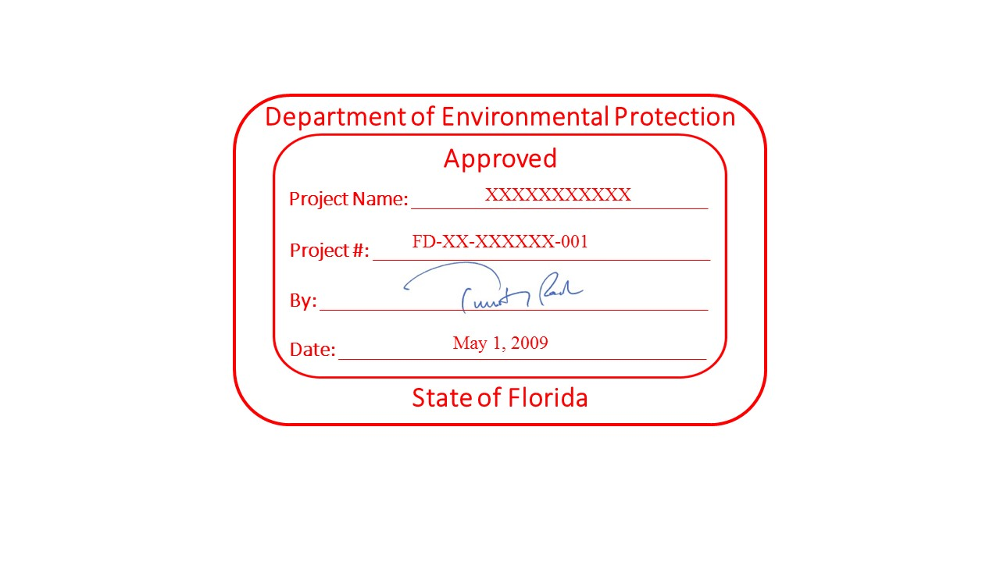 Department of Environmental Protection
Approved
Project Name: XXXXXXXXXXX
Project #: FD-XX-XXXXXX-001
By:
Date: May 1, 2009
State of Florida